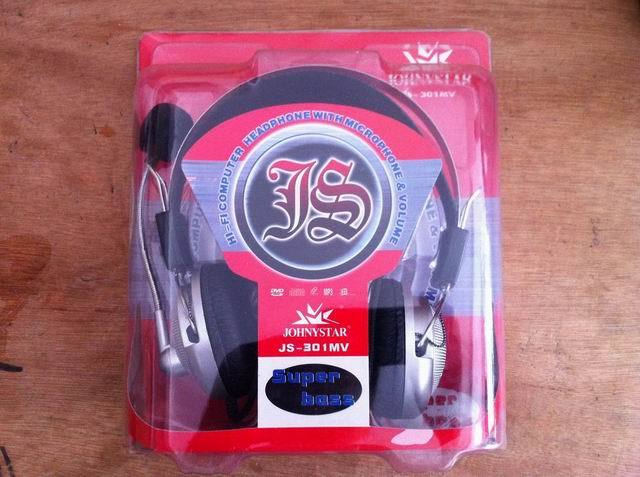 JOHNYSTAR
JS-301MV
HI-FI COMPUTER HEADPHONE WITH MICROPHONE & VOLUME
JS
DVD
MP3
JOHNYSTAR
JS-301MV
Super
bass